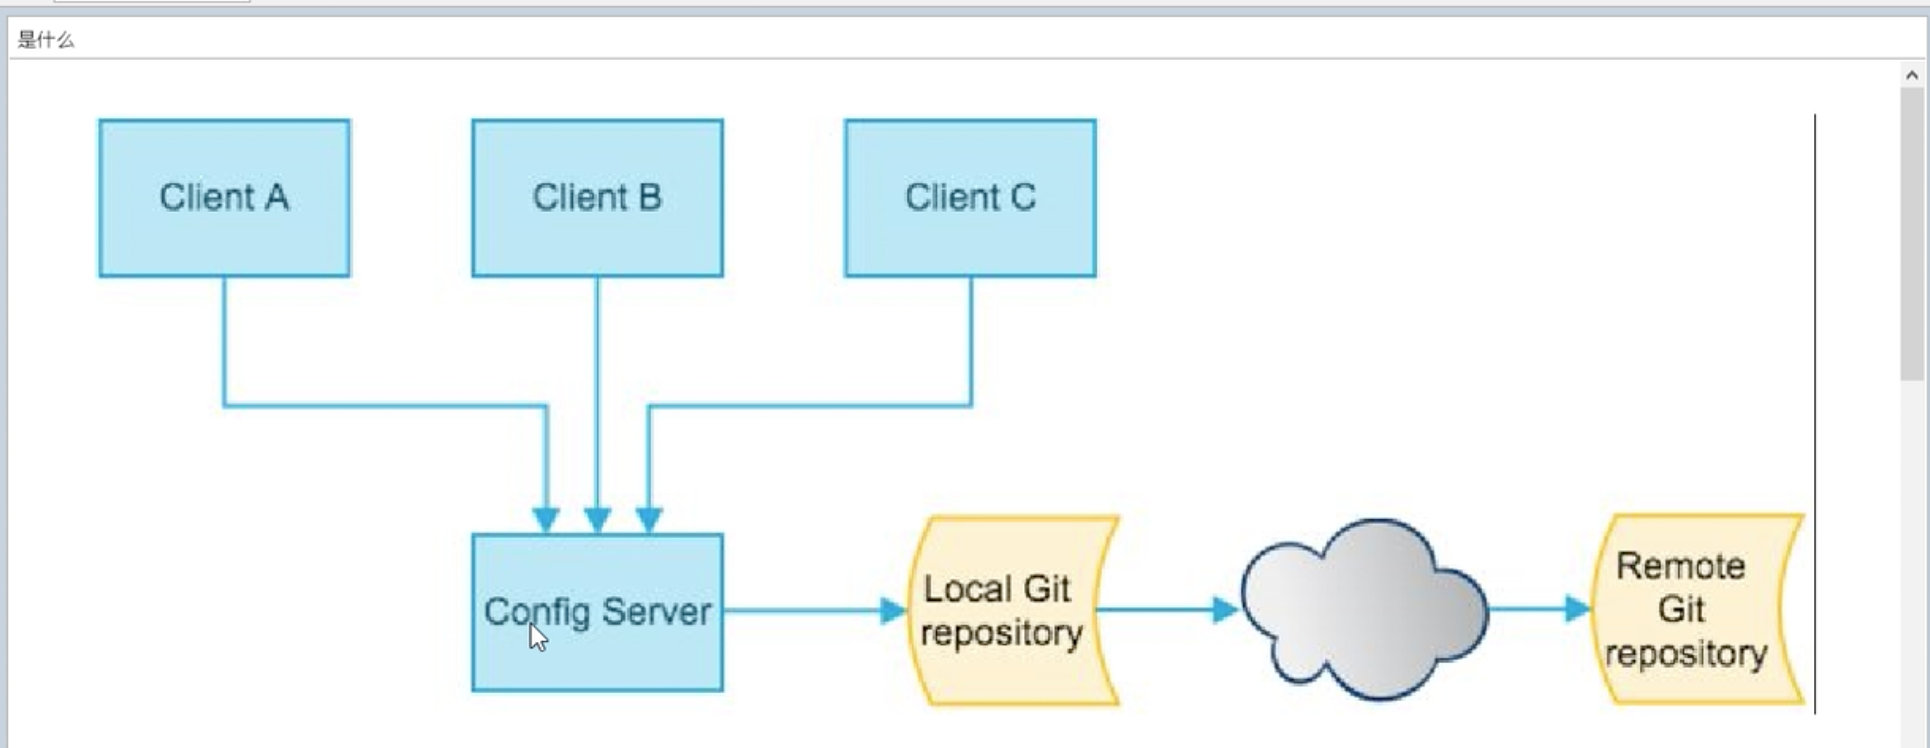 是什么
Client A
Client B
Client C
Config Server
Local Git
repository
Remote
Git
repository